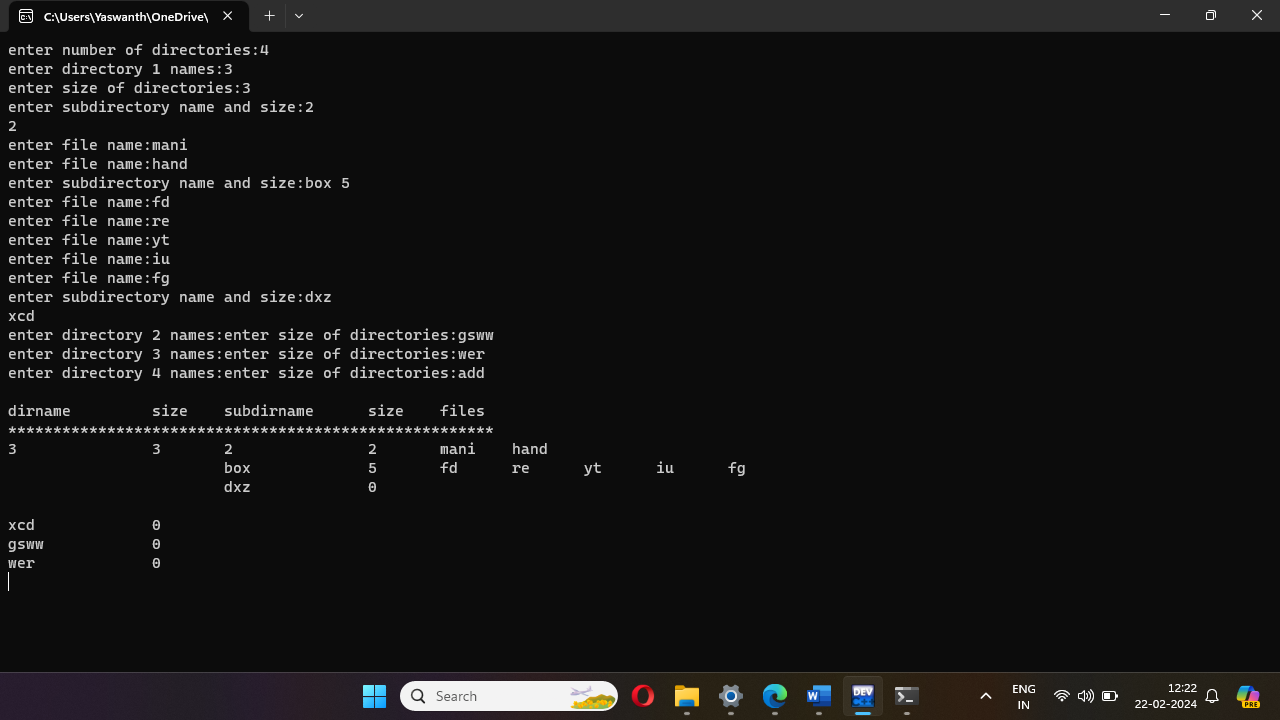 C:\Users\Yaswanth\OneDrive\
enter number of directories:4
enter directory 1 names:3
enter size of directories:3
enter subdirectory name and size:2
2
enter file name:mani
enter file name:hand
enter subdirectory name and size:box 5
enter file name:fd
enter file name:re
enter file name:yt
enter file name:iu
enter file name:fg
enter subdirectory name and size:dxz
xcd
enter directory 2 names:enter size of directories:gsww
enter directory 3 names:enter size of directories:wer
enter directory 4 names:enter size of directories:add
dirname size subdirname size files
******************************************************
3 3 2 2 mani hand
box 5 fd re yt iu fg
dxz 0
xcd 0
gsww 0
wer 0
Search
DEV
ENG
IN
12:22
22-02-2024
PRE